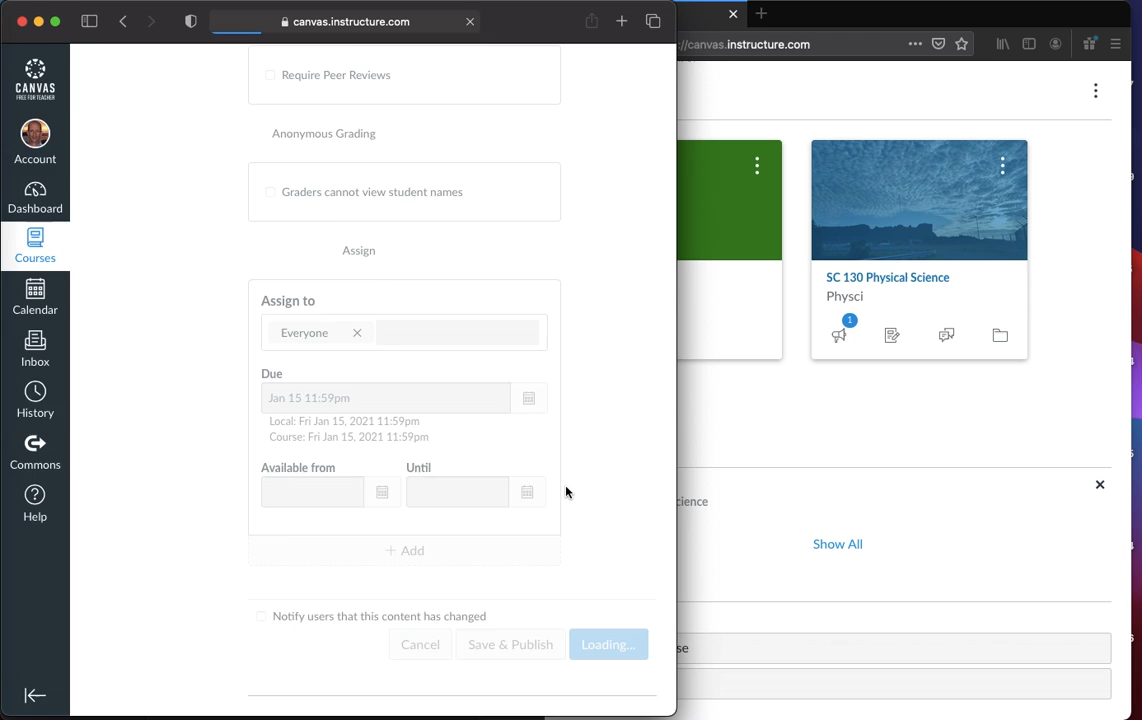 canvas.instructure.com
://canvas.instructure.com
CANVAS
FREE FOR TEACHER
Account
Dashboard
Courses
Calendar
Inbox
History
Commons
Help
Require Peer Reviews
Anonymous Grading
Graders cannot view student names
Assign
Assign to
Everyone
Due
Jan 15 11:59pm
Local: Fri Jan 15, 2021 11:59pm
Course: Fri Jan 15, 2021 11:59pm
Available from Until
+ Add
Notify users that this content has changed
Cancel Save & Publish Loading...
SC 130 Physical Science
Physci
1
cience
Show All
se